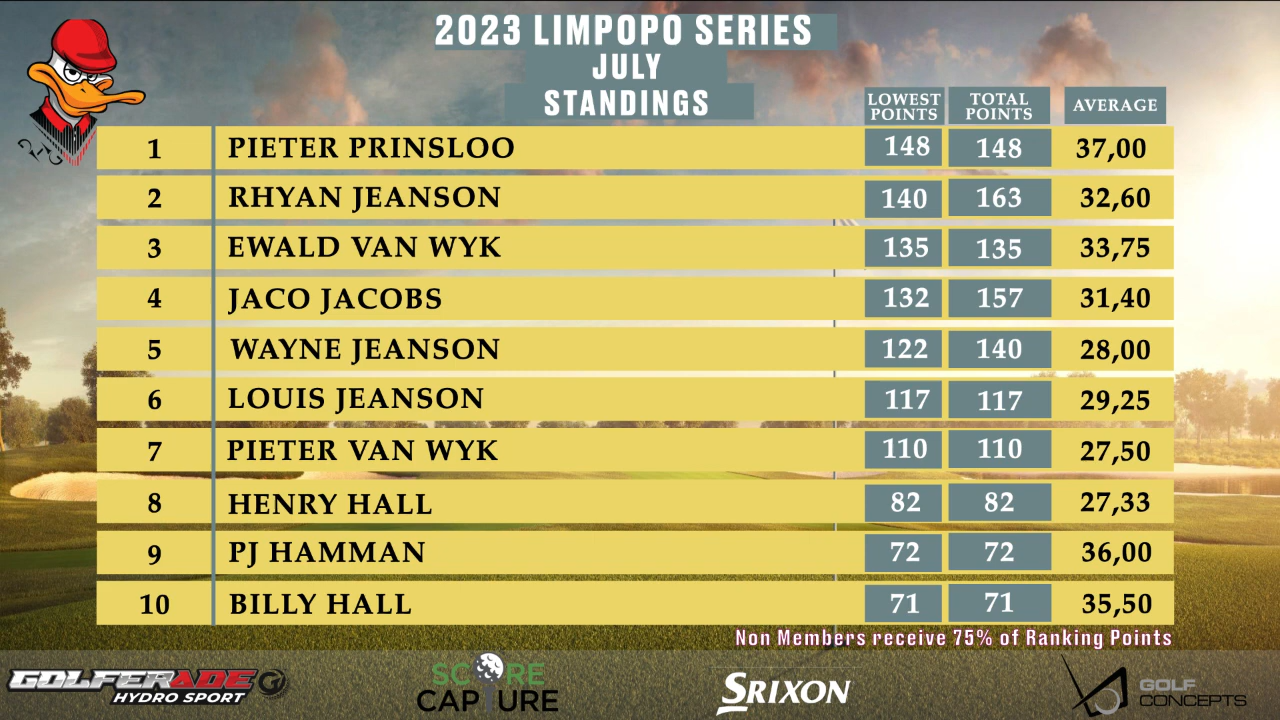 2023 LIMPOPO SERIES
JULY
STANDINGS
LOWEST POINTS TOTAL POINTS AVERAGE
1 PIETER PRINSLOO 148 148 37,00
2 RHYAN JEANSON 140 163 32,60
3 EWALD VAN WYK 135 135 33,75
4 JACO JACOBS 132 157 31,40
5 WAYNE JEANSON 122 140 28,00
6 LOUIS JEANSON 117 117 29,25
7 PIETER VAN WYK 110 110 27,50
8 HENRY HALL 82 82 27,33
9 PJ HAMMAN 72 72 36,00
10 BILLY HALL 71 71 35,50
Non Members receive 75% of Ranking Points
GOLFERADE
HYDRO SPORT
SCORE
CAPTURE
SRIXON
GOLF
CONCEPTS